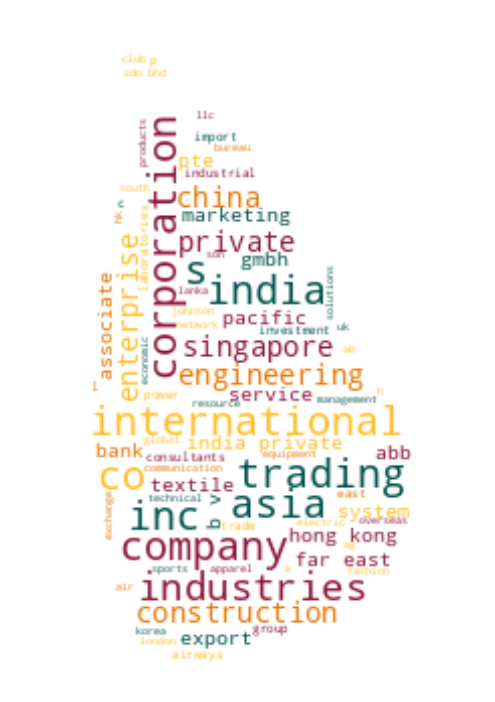 club p
sdn bhd
llc
products
import
bureau
corporation
pte
industrial
south
china
marketing
laboratories
hk
private
enterprise
son
gmbh
s
india
solutions
lanka
associate
johnson
pacific
network
investment uk
economic
singapore
engineering
power
service
resource
management
h
international
global
india private
bank
consultants
equipment
abb
communication
co
trading
textile
technical
asia
east
system
exchange
inc
b v
trade
electric
overseas
company
hong kong
far east
sports
apparel
e
fashion
air
industries
construction
korea
group
london
export
airways